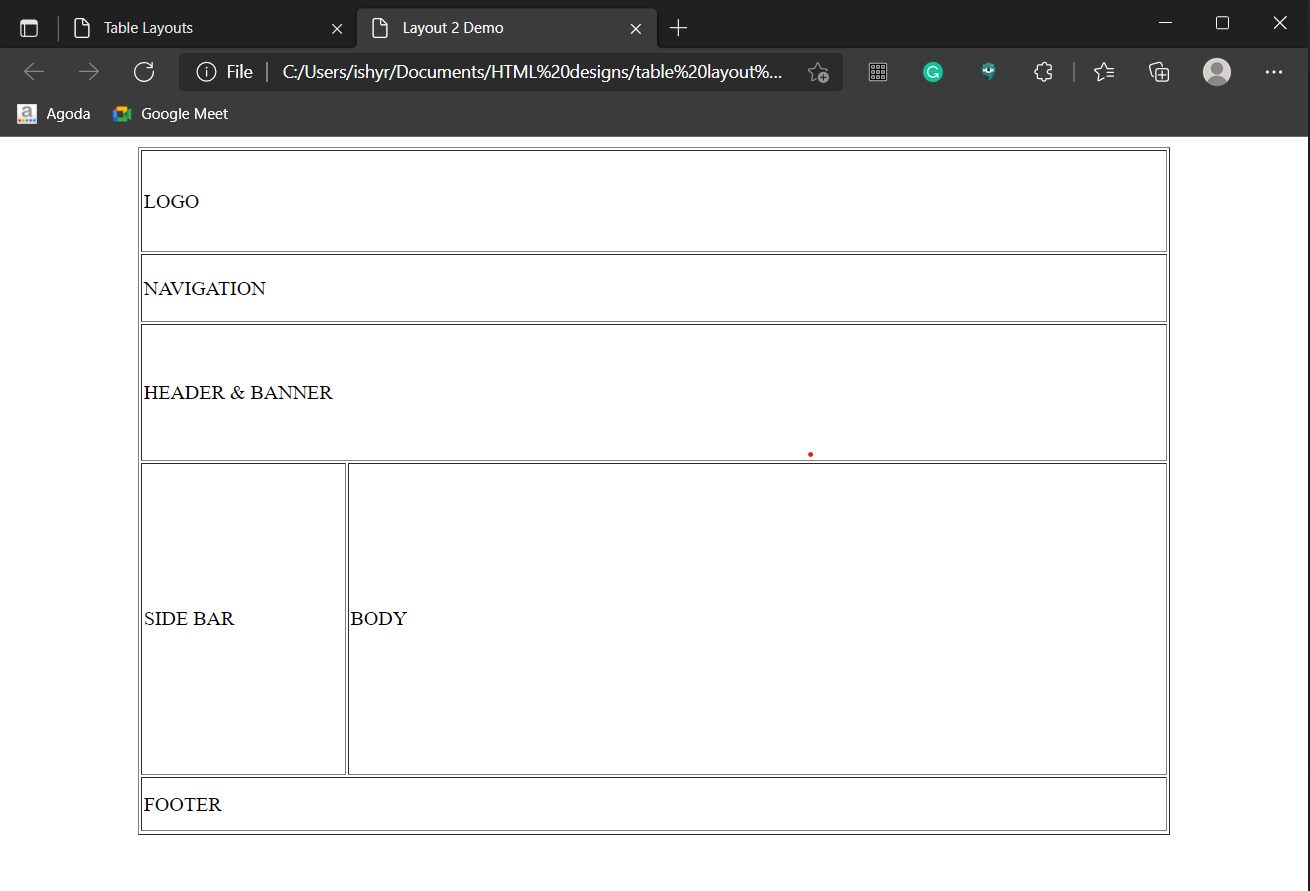 Table Layouts
Layout 2 Demo
File
C:/Users/ishyr/Documents/HTML%20designs/table%20layout%...
a Agoda
Google Meet
LOGO
NAVIGATION
HEADER & BANNER
SIDE BAR
BODY
FOOTER